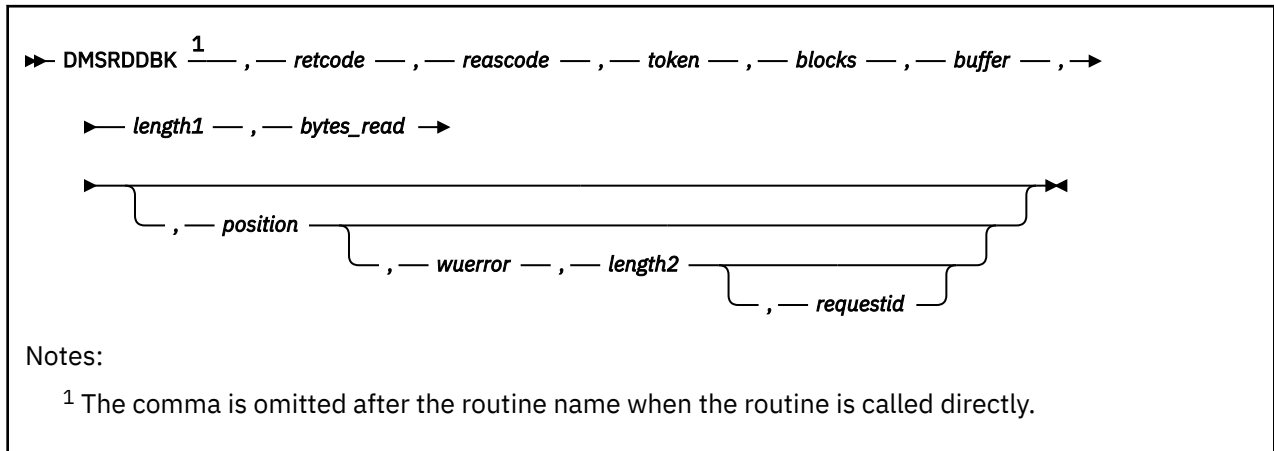 DMSRDDBK 1 , retcode , reascode , token , blocks , buffer ,
length1 , bytes_read
, position
, wuerror , length2
, requestid
Notes:
1 The comma is omitted after the routine name when the routine is called directly.